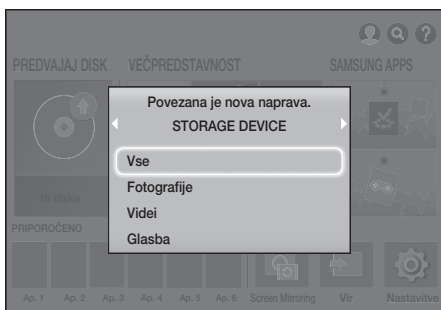 PREDVAJAJ DISK VEČPREDSTAVNOST SAMSUNG APPS
Povezana je nova naprava.
STORAGE DEVICE
Vse
Fotografije
Videi
Glasba
Ni diska
PRIPOROČENO
Ap. 1 Ap. 2 Ap. 3 Ap. 4 Ap. 5 Ap. 6 Screen Mirroring Vir Nastavitve